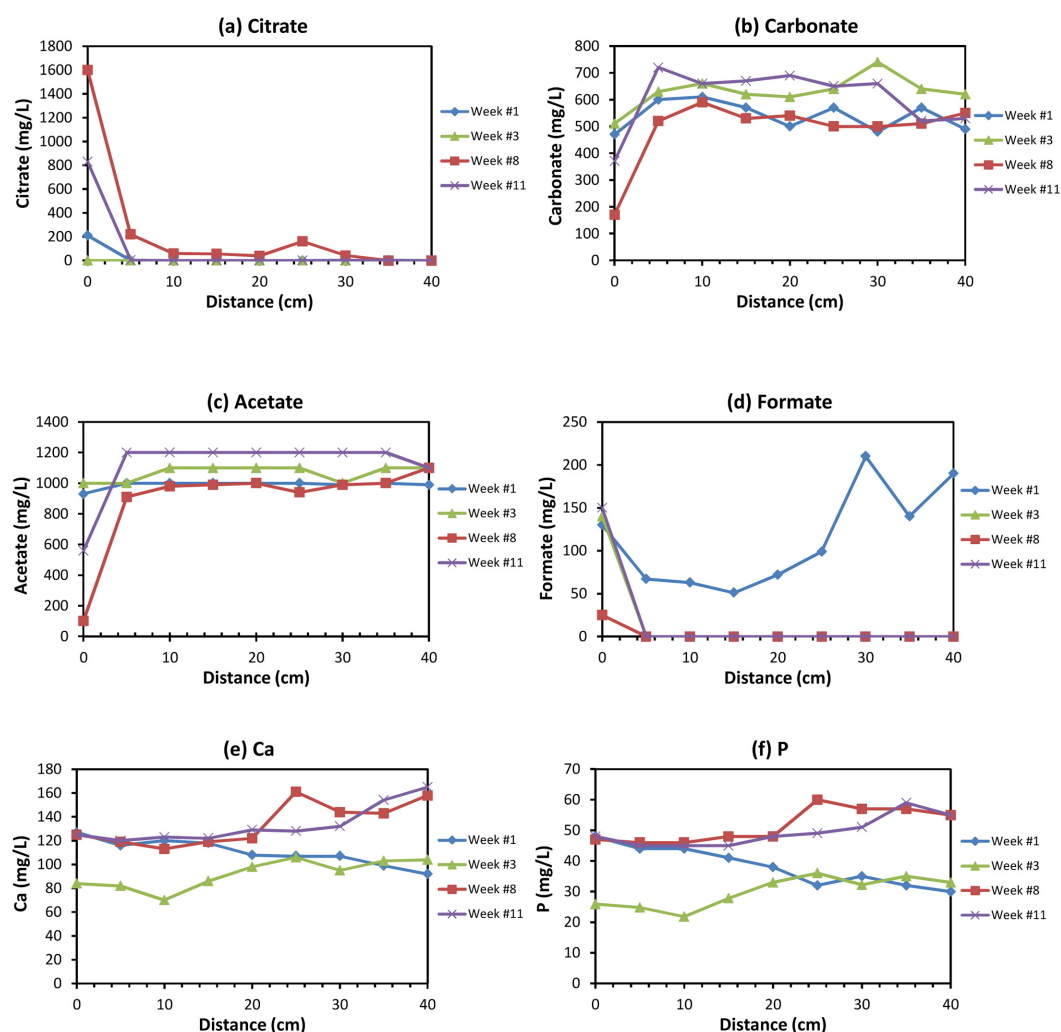 (a) Citrate
1800
1600
1400
1200
1000
800
600
400
200
0
Citrate (mg/L)
0 10 20 30 40
Distance (cm)
Week #1
Week #3
Week #8
Week #11
(b) Carbonate
800
700
600
500
400
300
200
100
0
Carbonate (mg/L)
0 10 20 30 40
Distance (cm)
Week #1
Week #3
Week #8
Week #11
(c) Acetate
1400
1200
1000
800
600
400
200
0
Acetate (mg/L)
0 10 20 30 40
Distance (cm)
Week #1
Week #3
Week #8
Week #11
(d) Formate
250
200
150
100
50
0
Formate (mg/L)
0 10 20 30 40
Distance (cm)
Week #1
Week #3
Week #8
Week #11
(e) Ca
180
160
140
120
100
80
60
40
20
0
Ca (mg/L)
0 10 20 30 40
Distance (cm)
Week #1
Week #3
Week #8
Week #11
(f) P
70
60
50
40
30
20
10
0
P (mg/L)
0 10 20 30 40
Distance (cm)
Week #1
Week #3
Week #8
Week #11